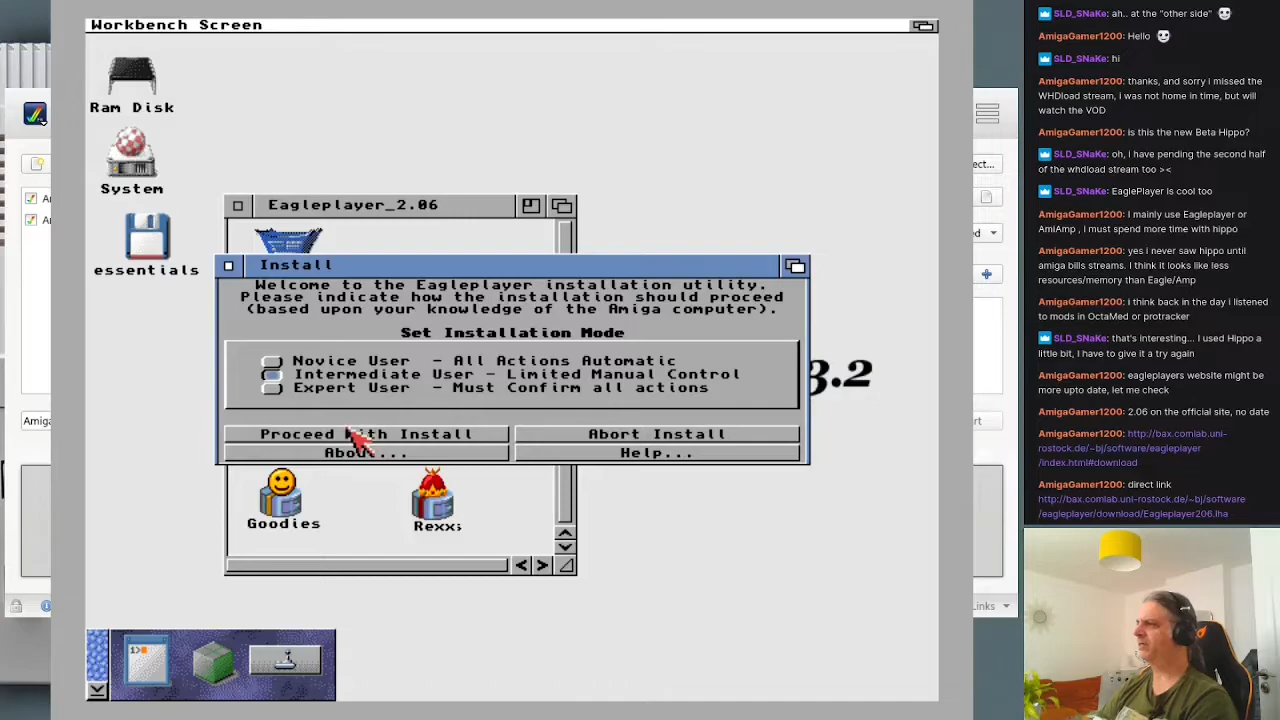 Workbench Screen
Ram Disk
System
essentials
Eagleplayer_2.06
Install
Welcome to the Eagleplayer installation utility.
Please indicate how the installation should proceed
(based upon your knowledge of the Amiga computer).
Set Installation Mode
Novice User - All Actions Automatic
Intermediate User - Limited Manual Control
Expert User - Must Confirm all actions
Proceed Install
Abort Install
Help...
3.2
Goodies
1>
ect...
ed
rt
Links
Amiga
SLD_SNaKe: ah.. at the "other side"
AmigaGamer1200: Hello
SLD_SNaKe: hi
AmigaGamer1200: thanks, and sorry i missed the
WHDload stream, i was not home in time, but will
watch the VOD
AmigaGamer1200: is this the new Beta Hippo?
SLD_SNaKe: oh, i have pending the second half
of the whdload stream too ><
SLD_SNaKe: EaglePlayer is cool too
AmigaGamer1200: I mainly use Eagleplayer or
AmiAmp , i must spend more time with hippo
AmigaGamer1200: yes i never saw hippo until
amiga bills streams. I think it looks like less
resources/memory than Eagle/Amp
AmigaGamer1200: i think back in the day i listened
to mods in OctaMed or protracker
SLD_SNaKe: that's interesting... I used Hippo a
little bit, I have to give it a try again
AmigaGamer1200: eagleplayers website might be
more upto date, let me check
AmigaGamer1200: 2.06 on the official site, no date
AmigaGamer1200: http://bax.comlab.uni-
rostock.de/~bj/software/eagleplayer
/index.html#download
AmigaGamer1200: direct link
http://bax.comlab.uni-rostock.de/~bj/software
/eagleplayer/download/Eagleplayer206.lha